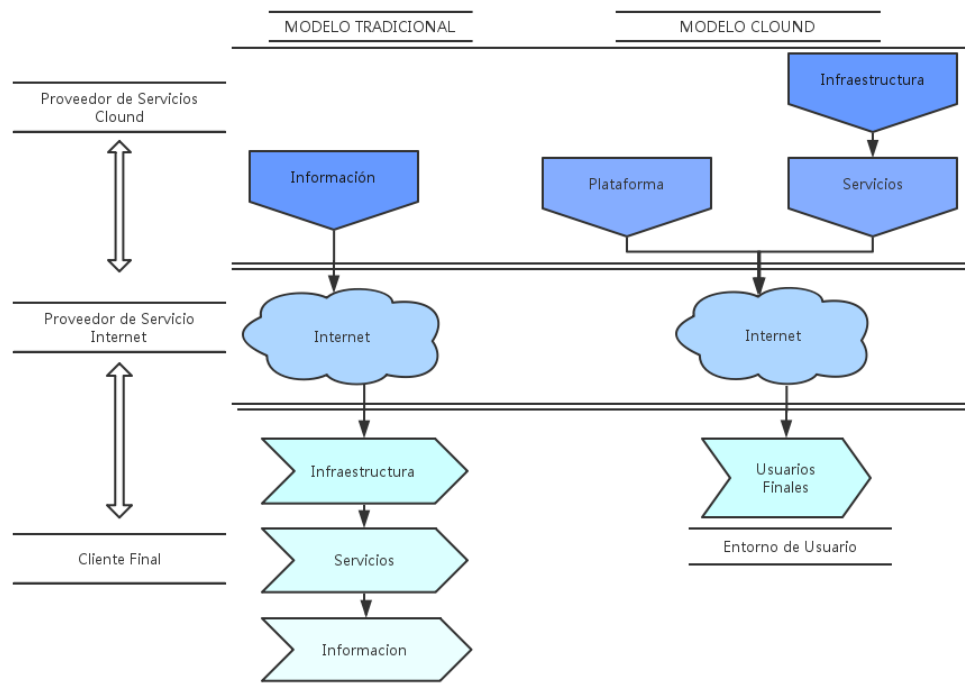 MODELO TRADICIONAL
MODELO CLOUND
Infraestructura
Proveedor de Servicios
Clound
Información
Plataforma
Servicios
Proveedor de Servicio
Internet
Internet
Internet
Infraestructura
Usuarios
Finales
Entorno de Usuario
Cliente Final
Servicios
Informacion